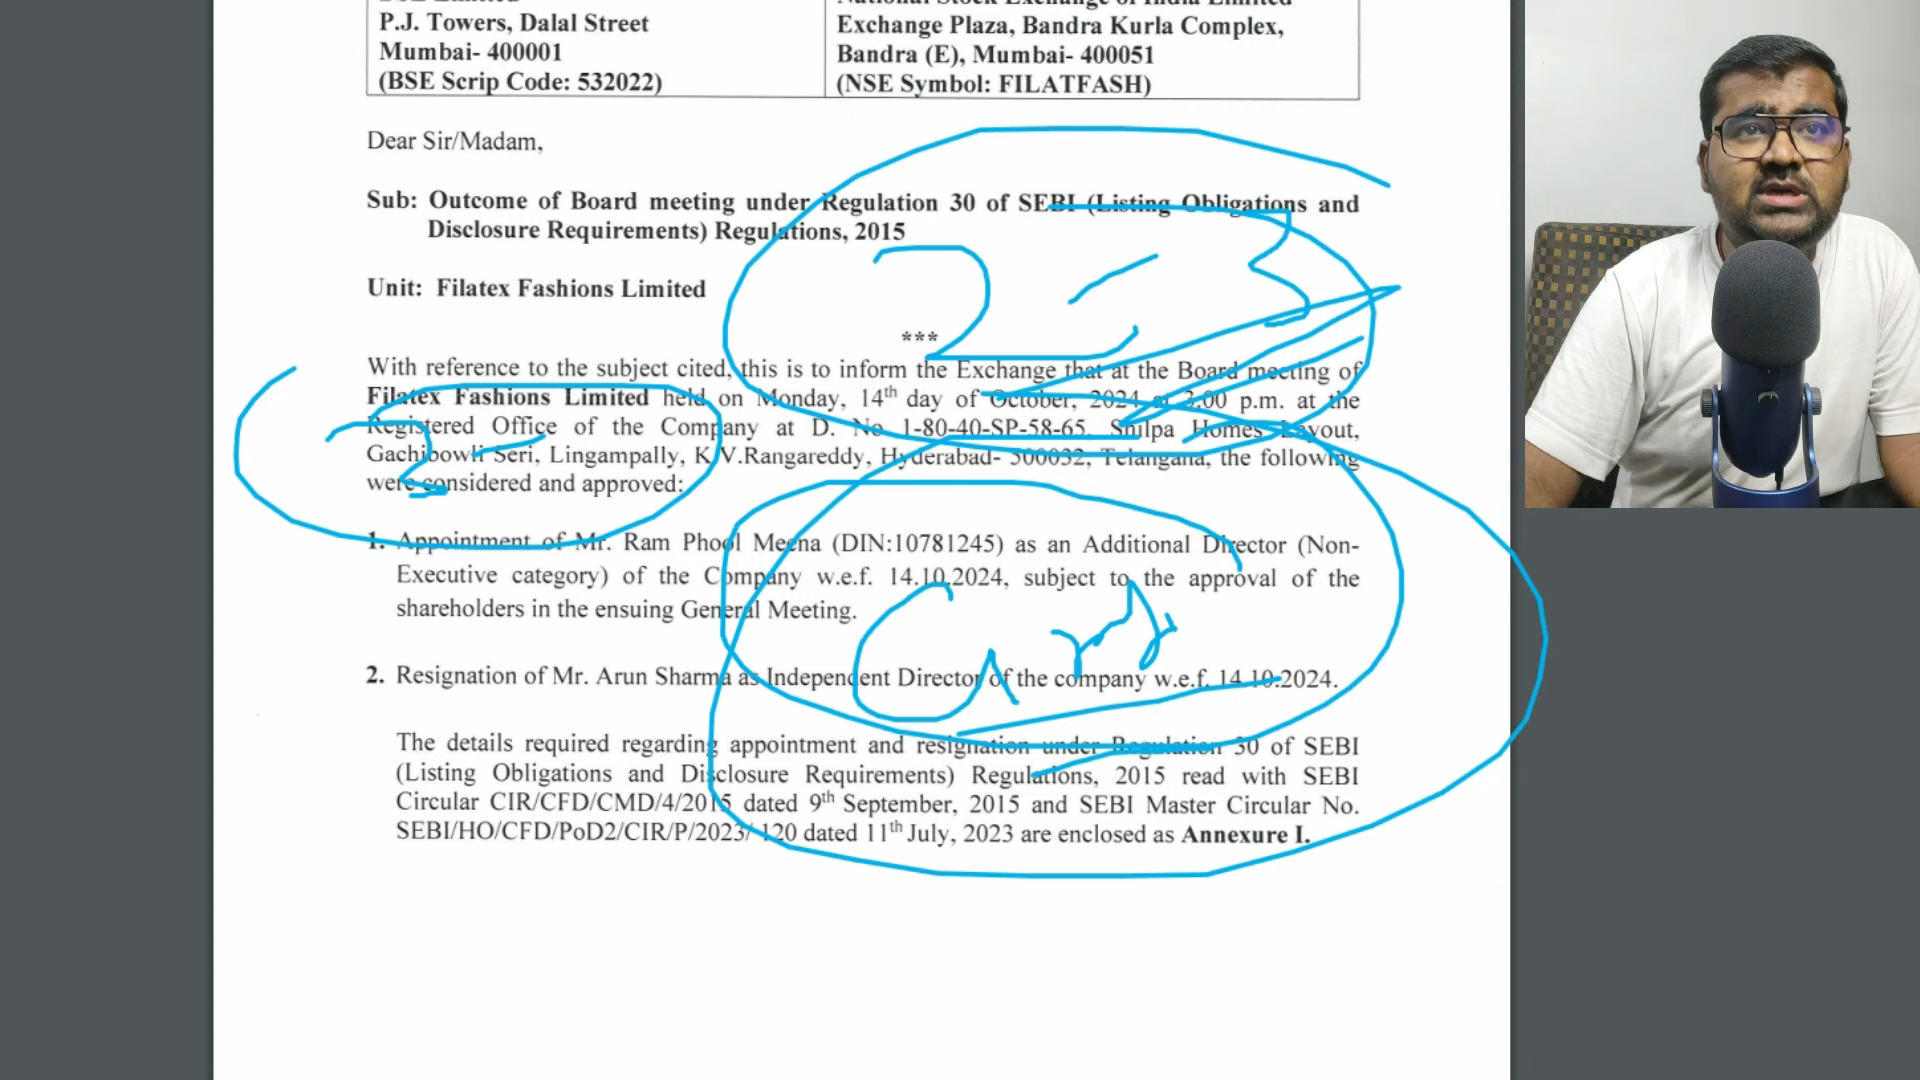 P.J. Towers, Dalal Street
Mumbai- 400001
(BSE Scrip Code: 532022)
Exchange Plaza, Bandra Kurla Complex,
Bandra (E), Mumbai- 400051
(NSE Symbol: FILATFASH)
Dear Sir/Madam,
Sub: Outcome of Board meeting under Regulation 30 of SEBI (Listing Obligations and
Disclosure Requirements) Regulations, 2015
Unit: Filatex Fashions Limited
2 - 3
***
With reference to the subject cited, this is to inform the Exchange that at the Board meeting of
Filatex Fashions Limited held on Monday, 14th day of October, 2024 at 3.00 p.m. at the
Registered Office of the Company at D. No 1-80-40-SP-58-65, Shilpa Homes Layout,
Gachibowli Seri, Lingampally, K.V.Rangareddy, Hyderabad- 500032, Telangana, the following
were considered and approved:
1. Appointment of Mr. Ram Phool Meena (DIN:10781245) as an Additional Director (Non-
Executive category) of the Company w.e.f. 14.10.2024, subject to the approval of the
shareholders in the ensuing General Meeting.
2. Resignation of Mr. Arun Sharma as Independent Director of the company w.e.f. 14.10.2024.
The details required regarding appointment and resignation under Regulation 30 of SEBI
(Listing Obligations and Disclosure Requirements) Regulations, 2015 read with SEBI
Circular CIR/CFD/CMD/4/2015 dated 9th September, 2015 and SEBI Master Circular No.
SEBI/HO/CFD/PoD2/CIR/P/2023/ 120 dated 11th July, 2023 are enclosed as Annexure I.